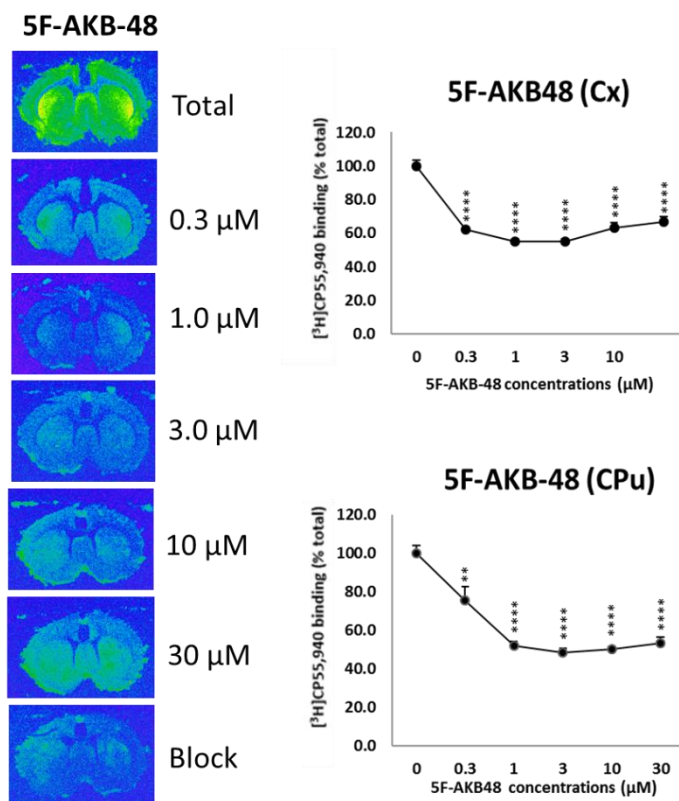 5F-AKB-48
Total
0.3 µM
1.0 µM
3.0 µM
10 µM
30 µM
Block
5F-AKB48 (Cx)
[³H]CP55,940 binding (% total)
120.0
100.0
80.0
60.0
40.0
20.0
0.0
****
****
****
****
****
0 0.3 1 3 10
5F-AKB-48 concentrations (µM)
5F-AKB-48 (CPu)
[³H]CP55,940 binding (% total)
120.0
100.0
80.0
60.0
40.0
20.0
0.0
**
****
****
****
****
0 0.3 1 3 10 30
5F-AKB48 concentrations (µM)